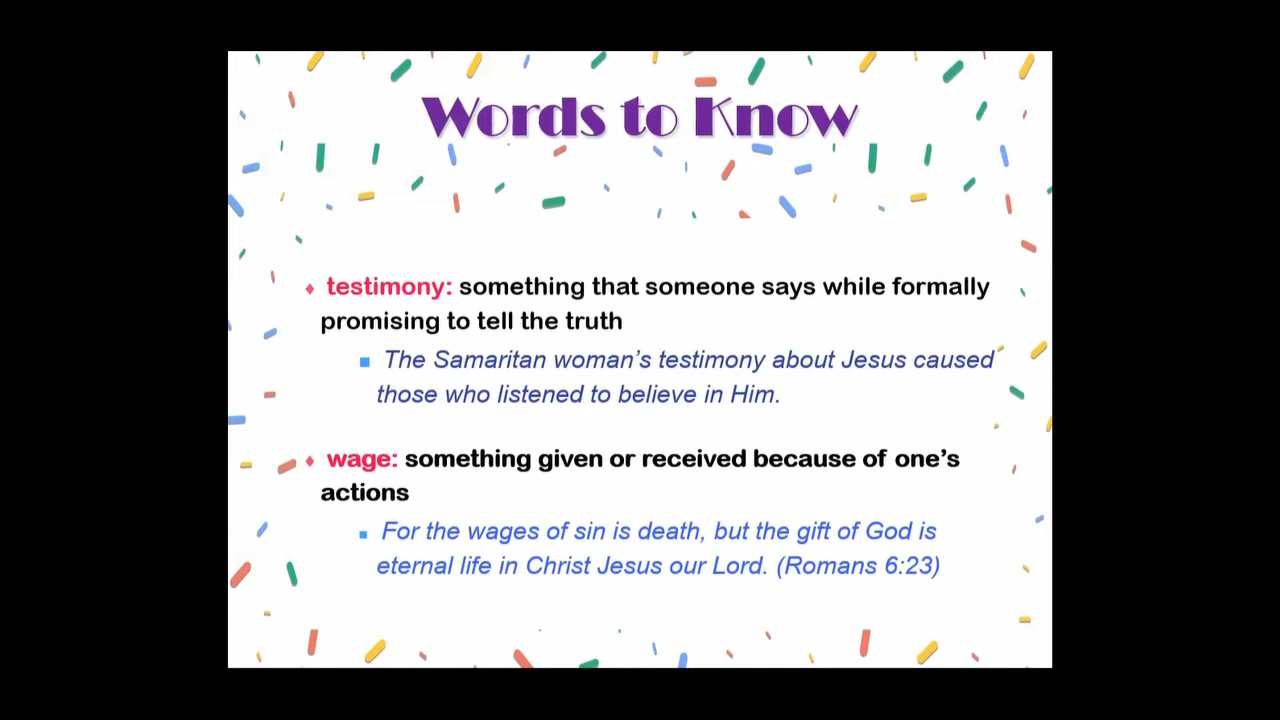 Words to Know
testimony: something that someone says while formally
promising to tell the truth
The Samaritan woman's testimony about Jesus caused
those who listened to believe in Him.
wage: something given or received because of one's
actions
For the wages of sin is death, but the gift of God is
eternal life in Christ Jesus our Lord. (Romans 6:23)